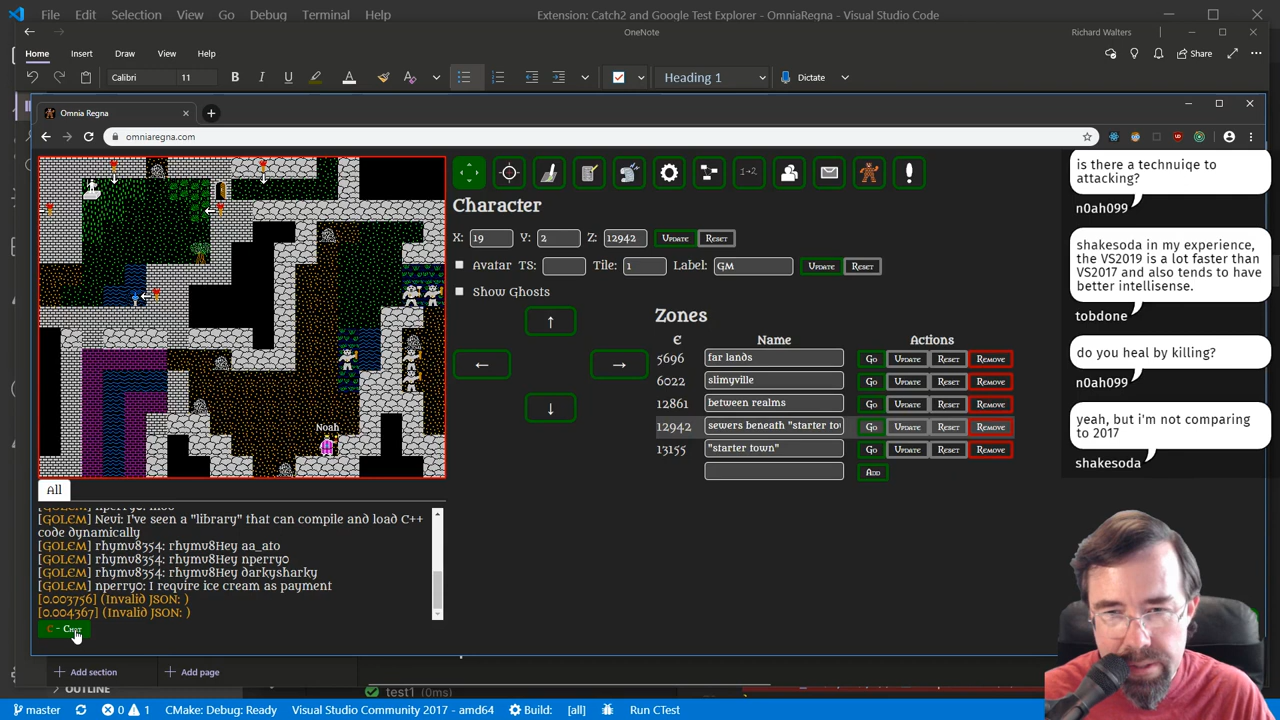 File Edit Selection View Go Debug Terminal Help
Extension: Catch2 and Google Test Explorer - OmniaRegna - Visual Studio Code
OneNote
Richard Walters
Home Insert Draw View Help
Share
Calibri 11 B I U A Heading 1 Dictate
Omnia Regna
omniaregna.com
Character
X: 19 Y: 2 Z: 12942 Update Reset
Avatar TS: Tile: 1 Label: GM Update Reset
Show Ghosts
Zones
Є Name Actions
5696 far lands Go Update Reset Remove
6022 slimyville Go Update Reset Remove
12861 between realms Go Update Reset Remove
12942 sewers beneath "starter to Go Update Reset Remove
13155 "starter town" Go Update Reset Remove
Add
Noah
All
[GOLEM] Nevi: I've seen a "library" that can compile and load C++
code dynamically
[GOLEM] rhymv8354: rhymv8Hey aa_ato
[GOLEM] rhymv8354: rhymv8Hey nperry0
[GOLEM] rhymv8354: rhymv8Hey darkysharky
[GOLEM] nperry0: I require ice cream as payment
[0.003756] (Invalid JSON: )
[0.004367] (Invalid JSON: )
C - Chat
is there a technuiqe to
attacking?
n0ah099
shakesoda in my experience,
the VS2019 is a lot faster than
VS2017 and also tends to have
better intellisense.
tobdone
do you heal by killing?
n0ah099
yeah, but i'm not comparing
to 2017
shakesoda
Add section Add page
OUTLINE
test1 (0ms)
master 0 1 CMake: Debug: Ready Visual Studio Community 2017 - amd64 Build: [all] Run CTest